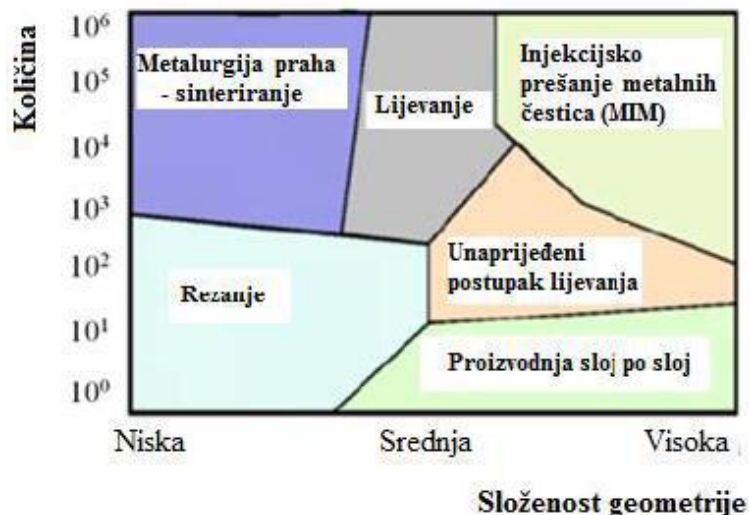 Količina
10⁶
10⁵
10⁴
10³
10²
10¹
10⁰
Metalurgija praha
- sinteriranje
Lijevanje
Injekcijsko
prešanje metalnih
čestica (MIM)
Rezanje
Unaprijeđeni
postupak lijevanja
Proizvodnja sloj po sloj
Niska
Srednja
Visoka
Složenost geometrije